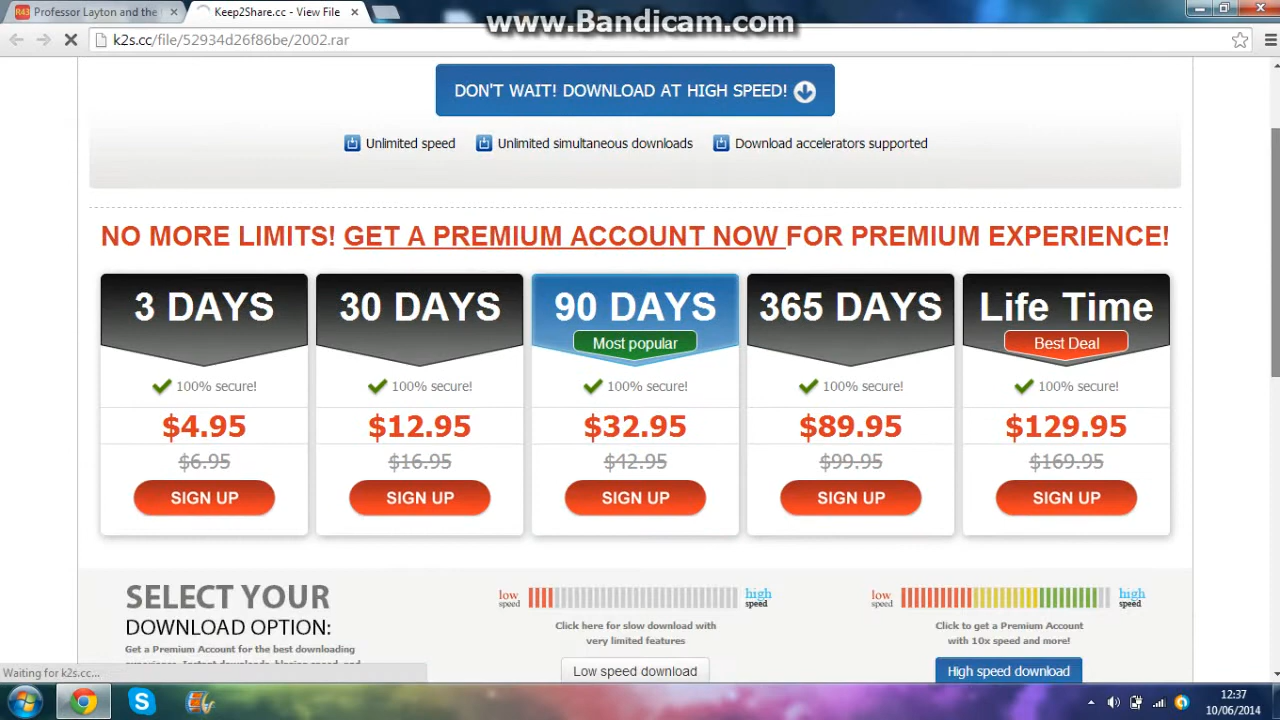 www.Bandicam.com
R43 Professor Layton and the
Keep2Share.cc - View File
k2s.cc/file/52934d26f86be/2002.rar
DON'T WAIT! DOWNLOAD AT HIGH SPEED!
Unlimited speed
Unlimited simultaneous downloads
Download accelerators supported
NO MORE LIMITS! GET A PREMIUM ACCOUNT NOW FOR PREMIUM EXPERIENCE!
3 DAYS
100% secure!
$4.95
$6.95
SIGN UP
30 DAYS
100% secure!
$12.95
$16.95
SIGN UP
90 DAYS
Most popular
100% secure!
$32.95
$42.95
SIGN UP
365 DAYS
100% secure!
$89.95
$99.95
SIGN UP
Life Time
Best Deal
100% secure!
$129.95
$169.95
SIGN UP
SELECT YOUR
DOWNLOAD OPTION:
Get a Premium Account for the best downloading
low speed
high speed
Click here for slow download with
very limited features
Low speed download
low speed
high speed
Click to get a Premium Account
with 10x speed and more!
High speed download
Waiting for k2s.cc...
12:37
10/06/2014